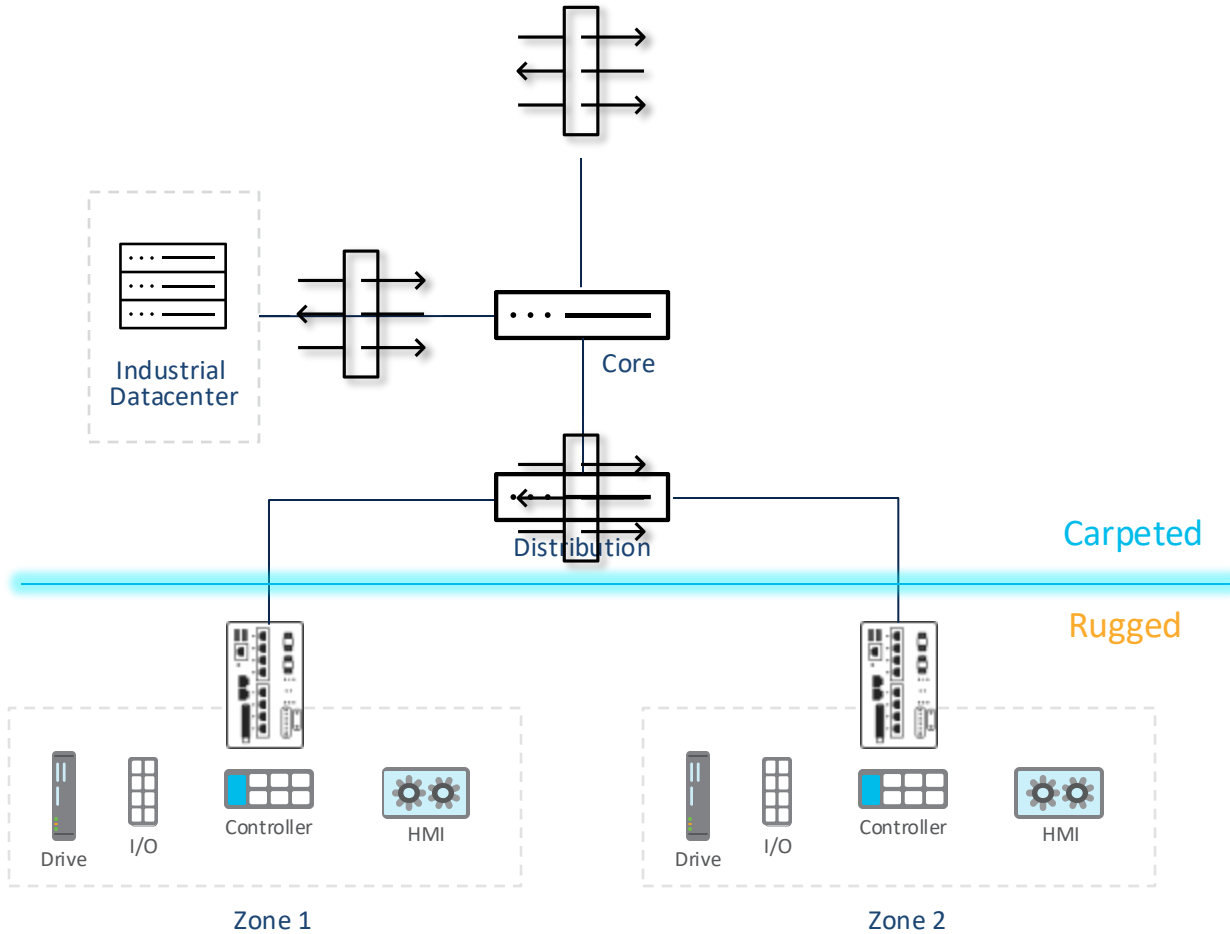 Industrial
Datacenter
Core
Distribution
Carpeted
Rugged
Drive
I/O
Controller
HMI
Drive
I/O
Controller
HMI
Zone 1
Zone 2